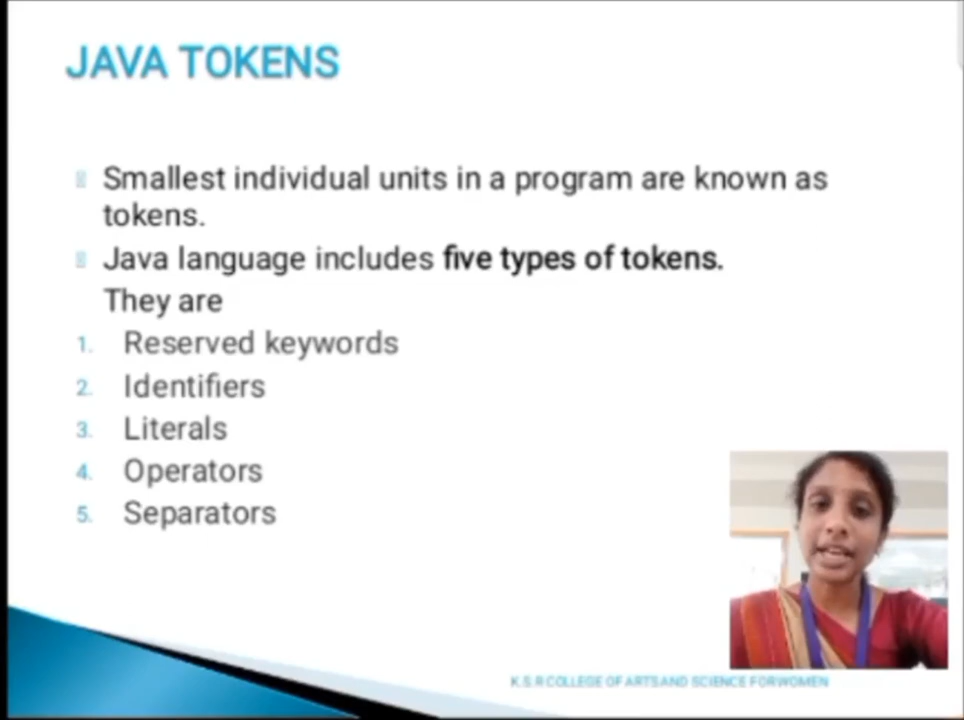 JAVA TOKENS
Smallest individual units in a program are known as
tokens.
Java language includes five types of tokens.
They are
1. Reserved keywords
2. Identifiers
3. Literals
4. Operators
5. Separators
K.S.R COLLEGE OF ARTS AND SCIENCE FOR WOMEN